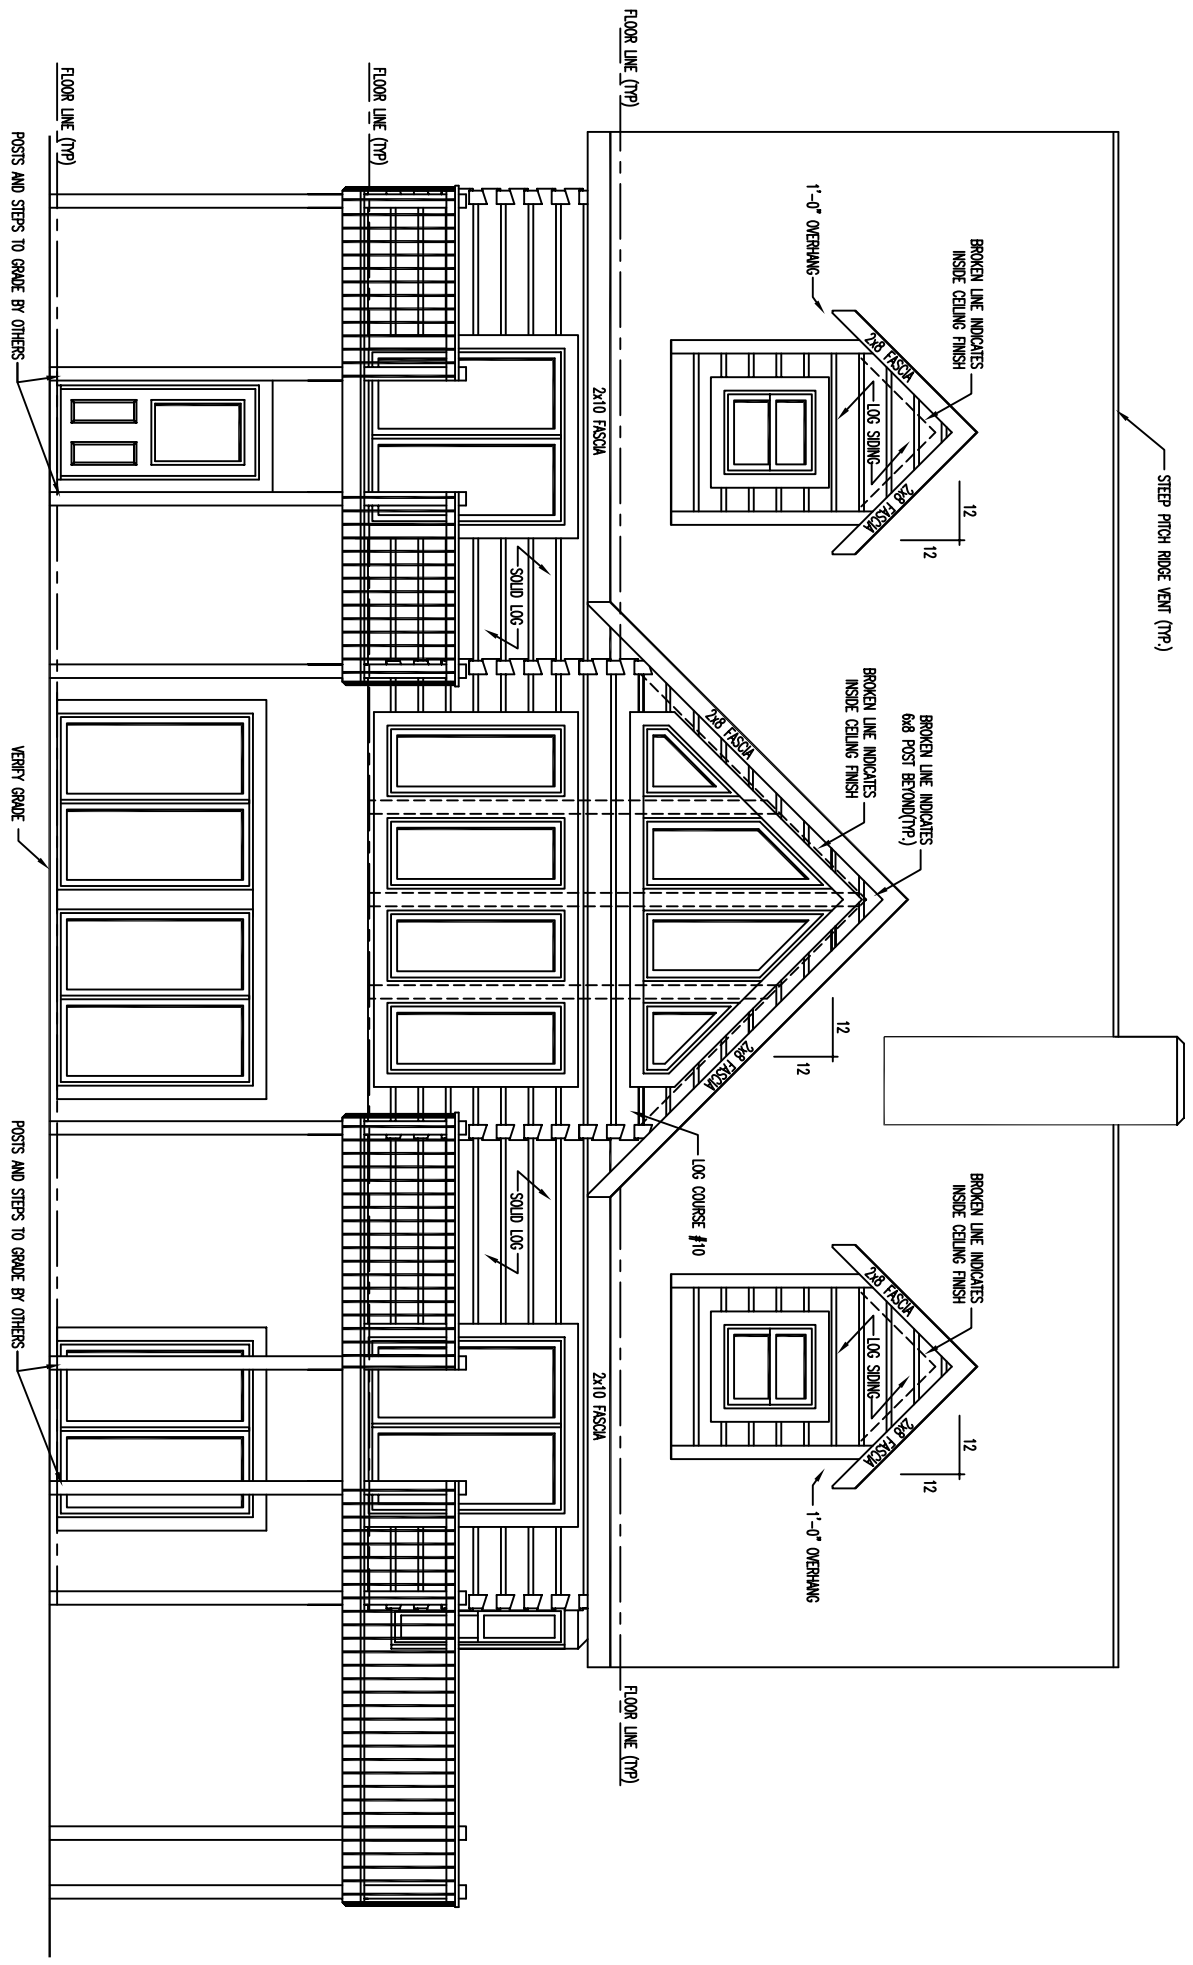 STEEP PITCH RIDGE VENT (TYP.)
BROKEN LINE INDICATES
INSIDE CEILING FINISH
2x8 FASCIA
2x8 FASCIA
LOG SIDING
12
12
1'-0" OVERHANG
BROKEN LINE INDICATES
6x8 POST BEYOND(TYP.)
BROKEN LINE INDICATES
INSIDE CEILING FINISH
2x8 FASCIA
2x8 FASCIA
12
12
LOG COURSE #10
BROKEN LINE INDICATES
INSIDE CEILING FINISH
2x8 FASCIA
2x8 FASCIA
LOG SIDING
12
12
1'-0" OVERHANG
FLOOR LINE (TYP)
FLOOR LINE (TYP)
2x10 FASCIA
2x10 FASCIA
SOLID LOG
SOLID LOG
FLOOR LINE (TYP)
FLOOR LINE (TYP)
POSTS AND STEPS TO GRADE BY OTHERS
VERIFY GRADE
POSTS AND STEPS TO GRADE BY OTHERS